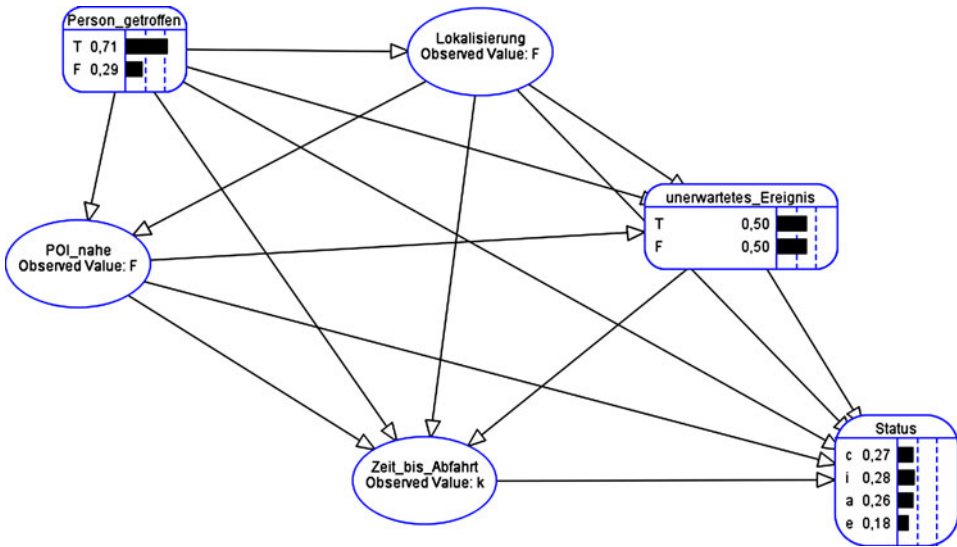 Person_getroffen
T 0,71
F 0,29
Lokalisierung
Observed Value: F
unerwartetes_Ereignis
T 0,50
F 0,50
POI_nahe
Observed Value: F
Zeit_bis_Abfahrt
Observed Value: k
Status
c 0,27
i 0,28
a 0,26
e 0,18